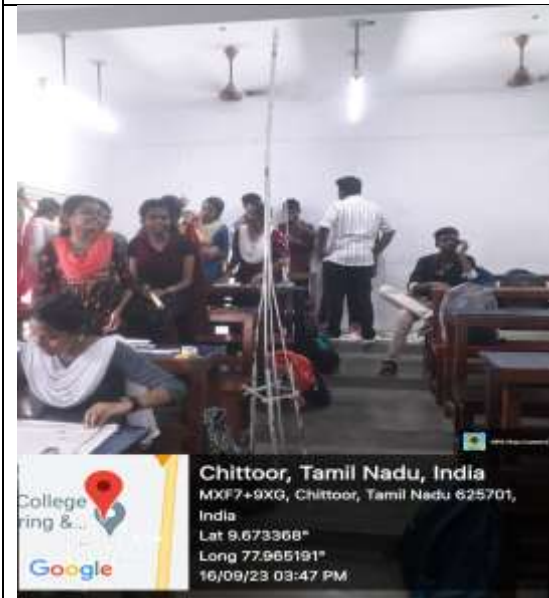 Chittoor, Tamil Nadu, India
MXF7+9XG, Chittoor, Tamil Nadu 625701,
India
Lat 9.673368°
Long 77.965191°
16/09/23 03:47 PM
College
ring &...
Google